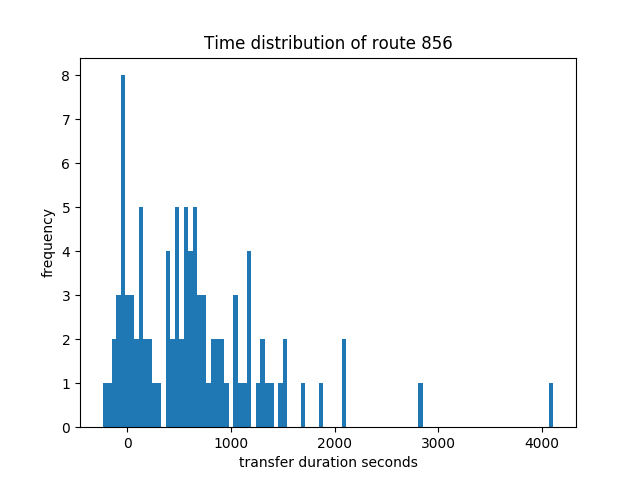 Time distribution of route 856
8
7
6
5
4
3
2
1
0
frequency
0 1000 2000 3000 4000
transfer duration seconds